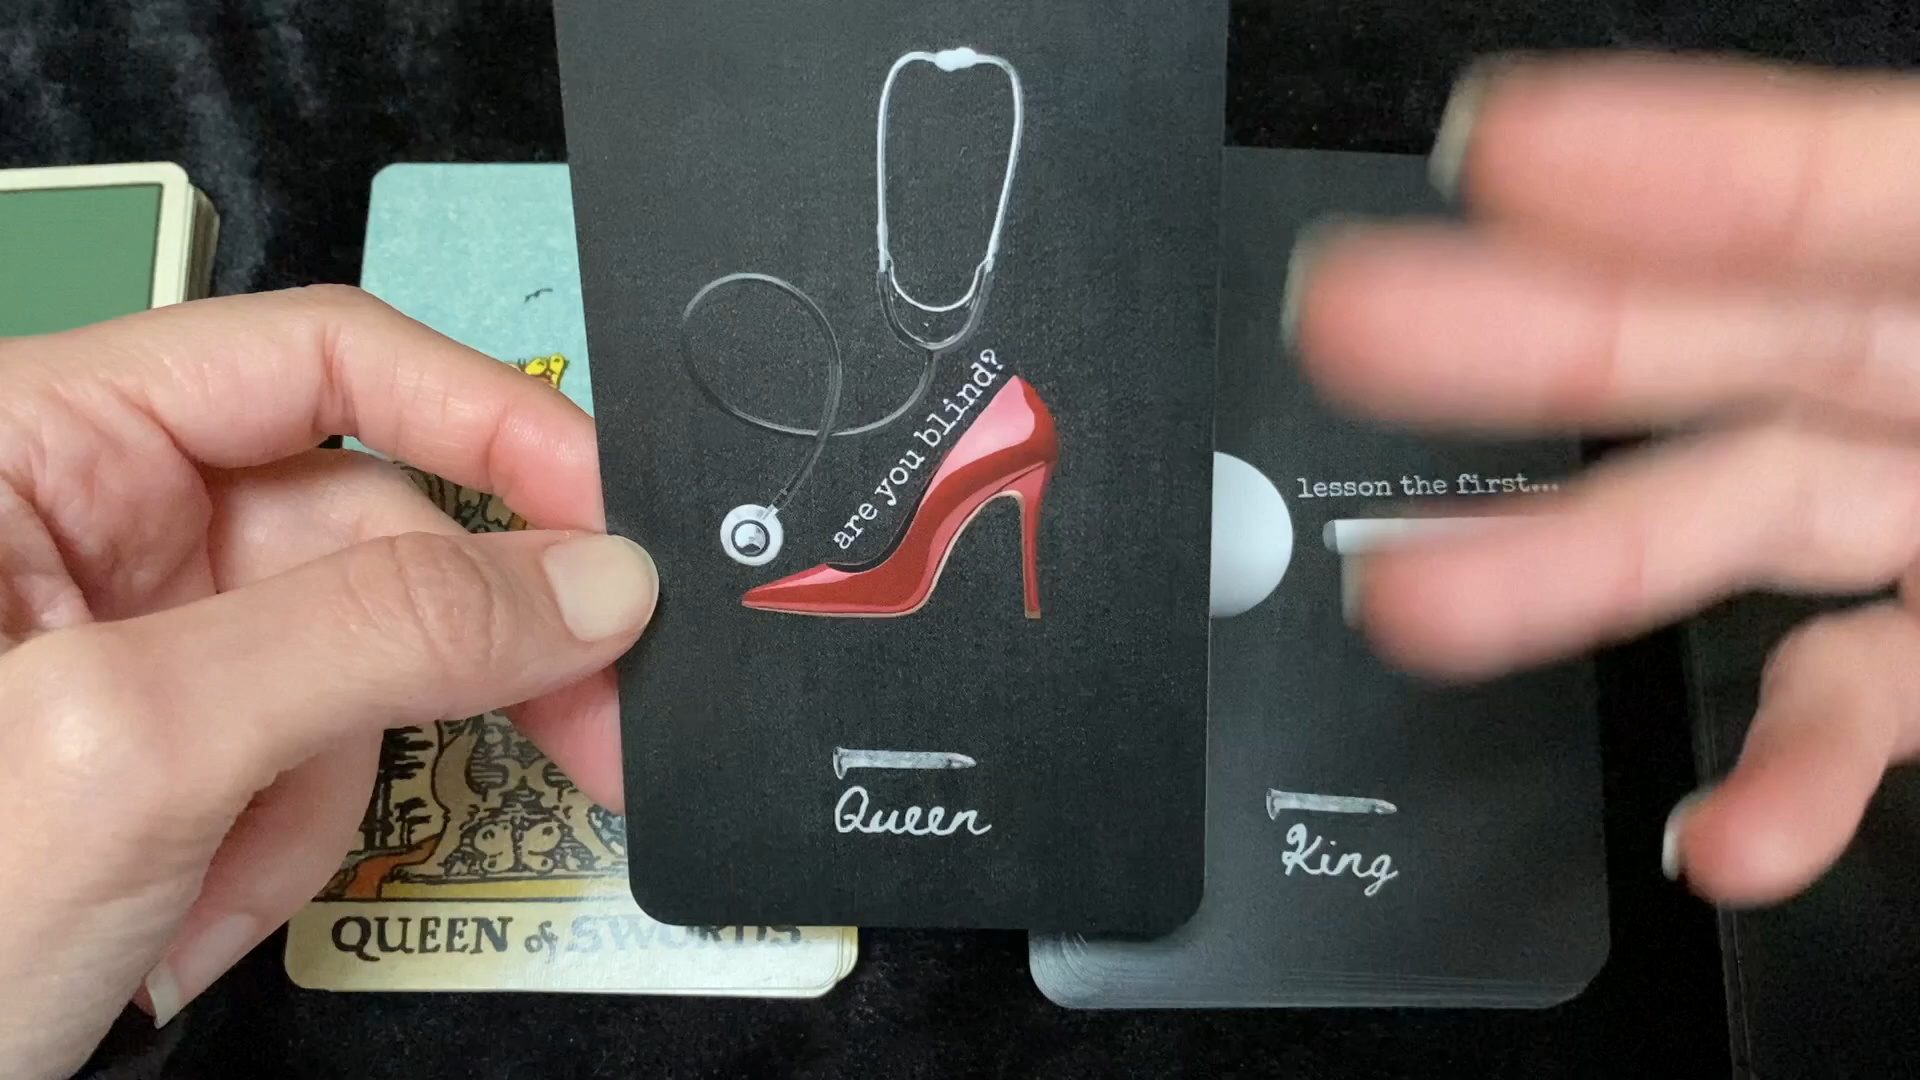 are you blind?
lesson the first...
Queen
King
QUEEN of SWORDS.